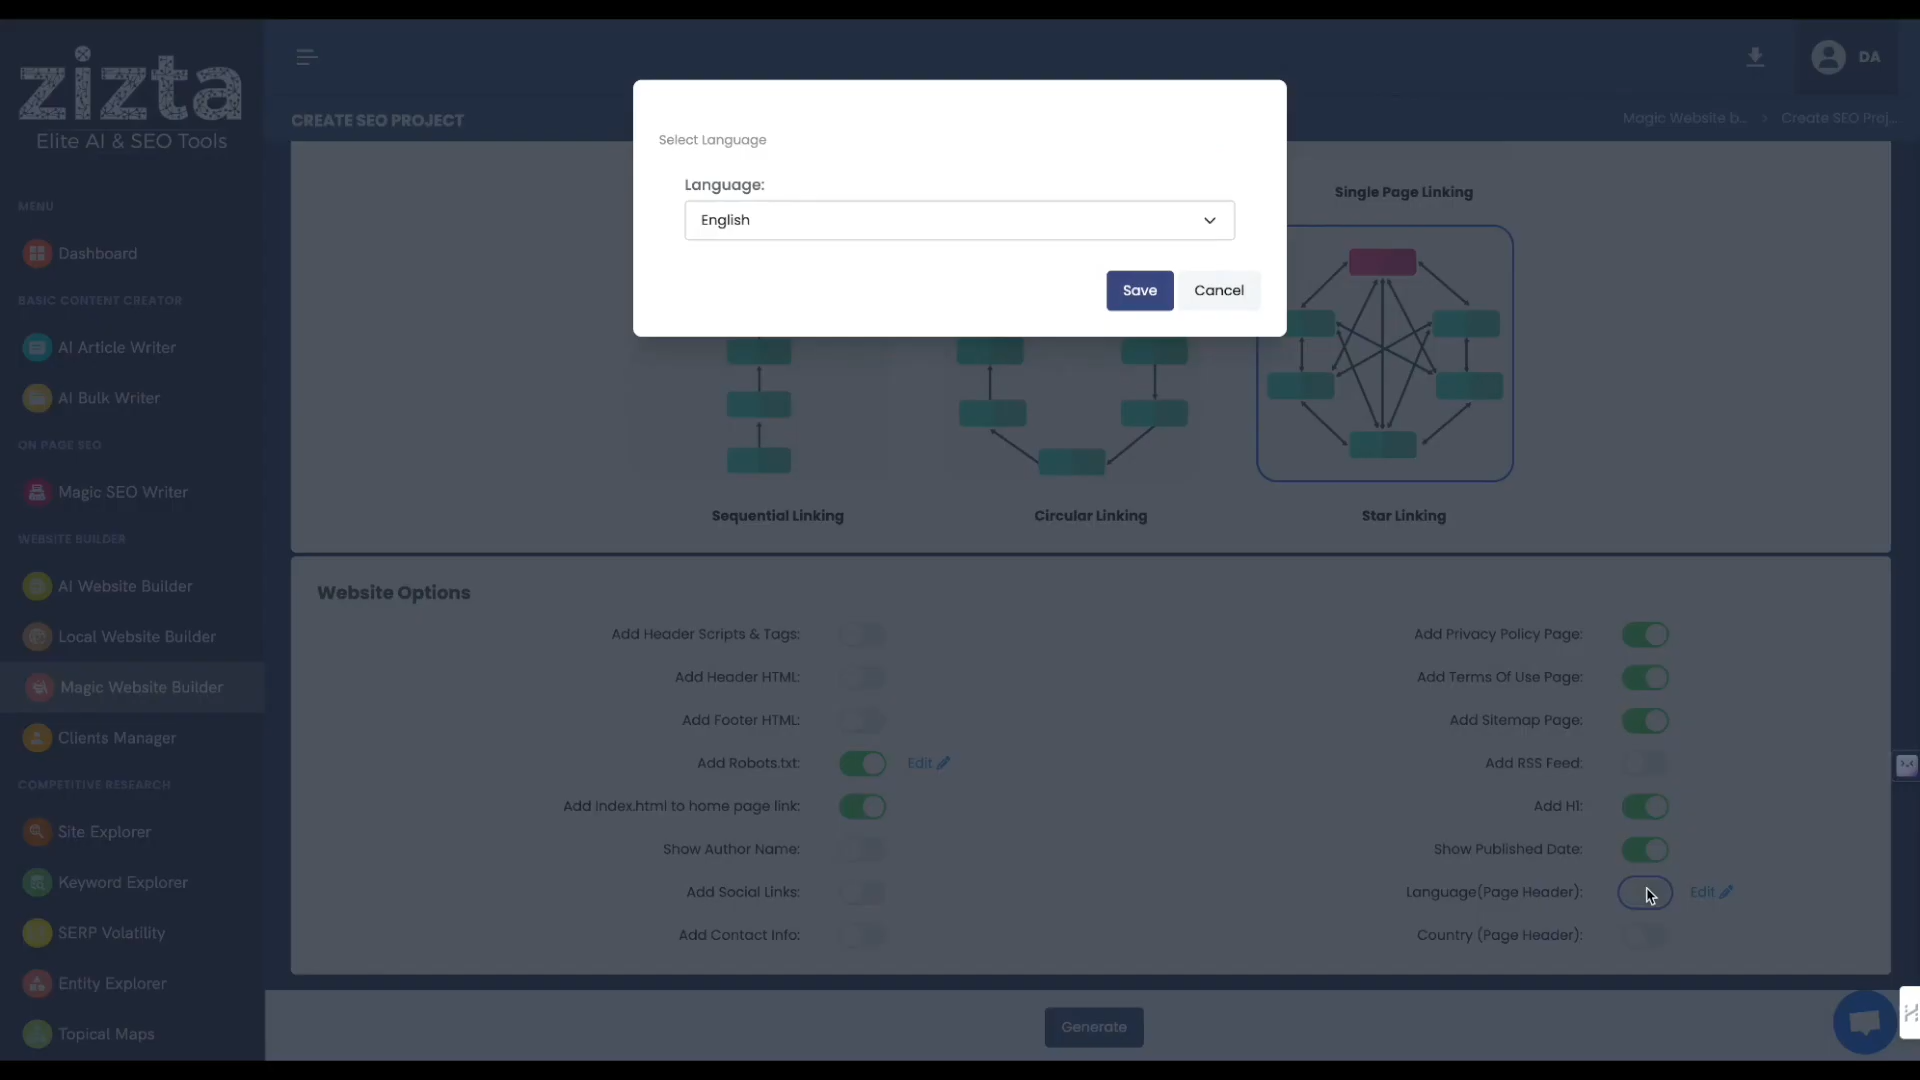 zizta
Elite AI & SEO Tools
MENU
Dashboard
BASIC CONTENT CREATOR
AI Article Writer
AI Bulk Writer
ON PAGE SEO
Magic SEO Writer
WEBSITE BUILDER
AI Website Builder
Local Website Builder
Magic Website Builder
Clients Manager
COMPETITIVE RESEARCH
Site Explorer
Keyword Explorer
SERP Volatility
Entity Explorer
Topical Maps
DA
CREATE SEO PROJECT
Magic Website b... > Create SEO Proj...
Select Language
Language:
English
Save Cancel
Single Page Linking
Sequential Linking
Circular Linking
Star Linking
Website Options
Add Header Scripts & Tags:
Add Header HTML:
Add Footer HTML:
Add Robots.txt: Edit
Add index.html to home page link:
Show Author Name:
Add Social Links:
Add Contact Info:
Add Privacy Policy Page:
Add Terms Of Use Page:
Add Sitemap Page:
Add RSS Feed:
Add H1:
Show Published Date:
Language(Page Header): Edit
Country (Page Header):
Generate